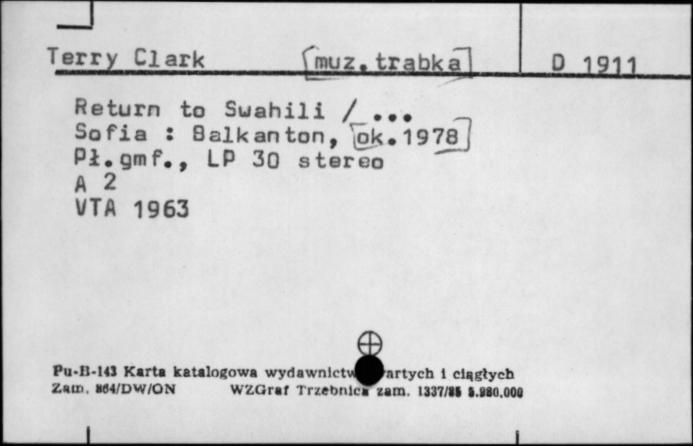 Terry Clark [muz.trąbka] D 1911
Return to Swahili / ...
Sofia : Balkanton, [ok.1978]
Pł.gmf., LP 30 stereo
A 2
VTA 1963
Pu-B-143 Karta katalogowa wydawnictw artych i ciągłych
Zam. 864/DW/ON WZGraf Trzebnica zam. 1337/85 5.980.000